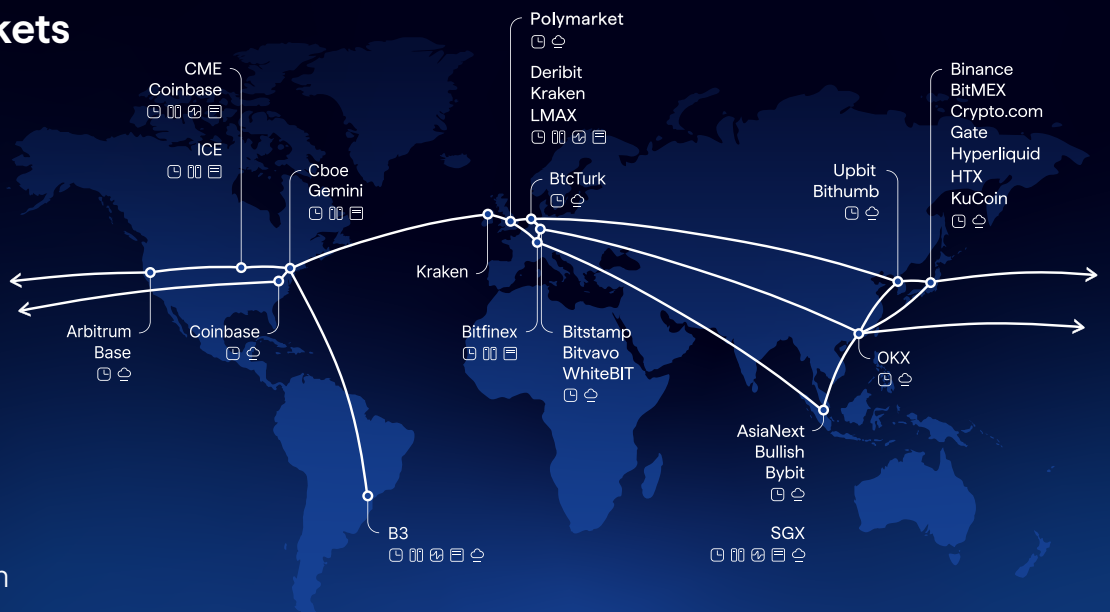 kets
CME
Coinbase
ICE
Cboe
Gemini
Polymarket
Deribit
Kraken
LMAX
BtcTurk
Upbit
Bithumb
Binance
BitMEX
Crypto.com
Gate
Hyperliquid
HTX
KuCoin
Kraken
Arbitrum
Base
Coinbase
Bitfinex
Bitstamp
Bitvavo
WhiteBIT
OKX
AsiaNext
Bullish
Bybit
B3
SGX
n